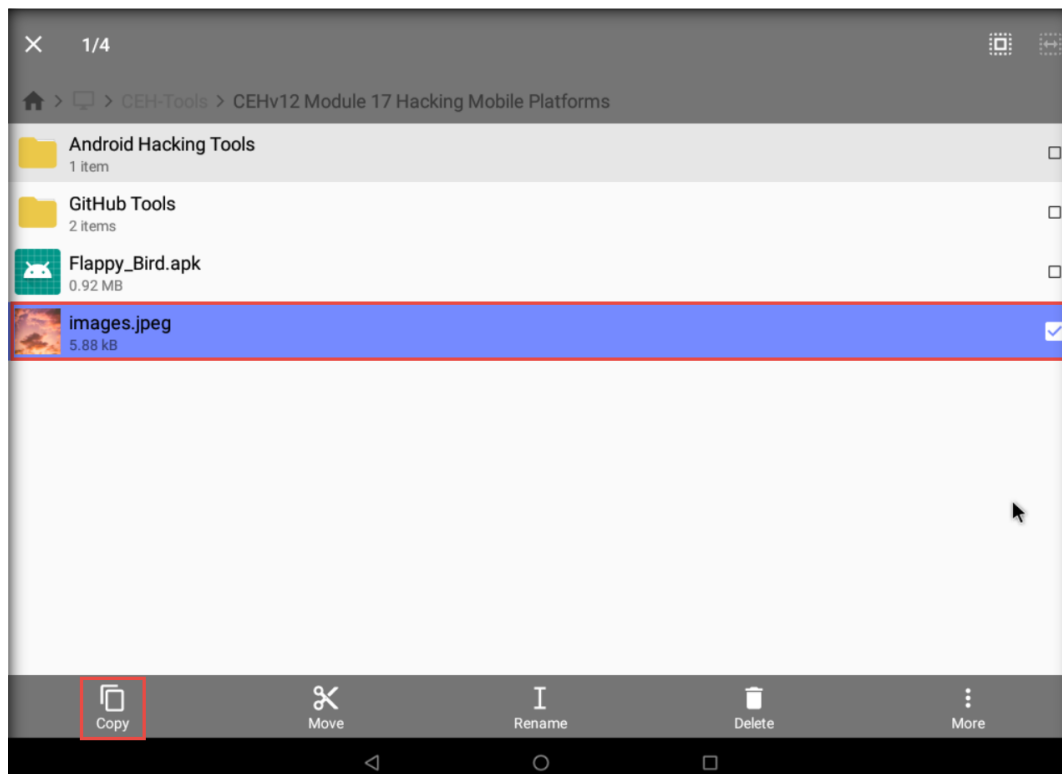 1/4
CEH-Tools > CEHv12 Module 17 Hacking Mobile Platforms
Android Hacking Tools
1 item
GitHub Tools
2 items
Flappy_Bird.apk
0.92 MB
images.jpeg
5.88 kB
Copy Move Rename Delete More